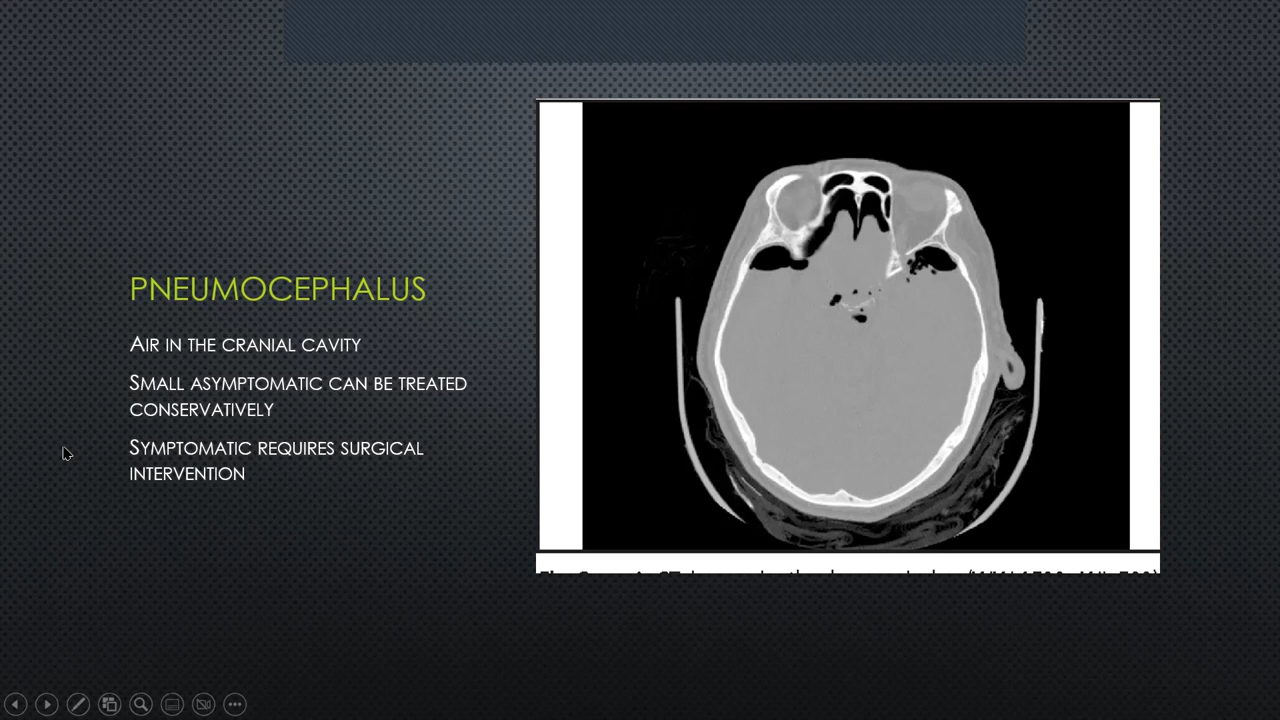 PNEUMOCEPHALUS
AIR IN THE CRANIAL CAVITY
SMALL ASYMPTOMATIC CAN BE TREATED
CONSERVATIVELY
SYMPTOMATIC REQUIRES SURGICAL
INTERVENTION